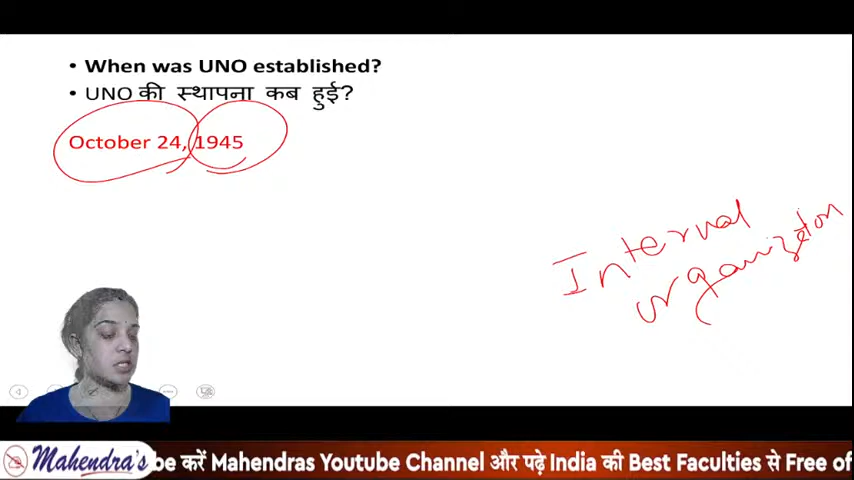 • When was UNO established?
• UNO की स्थापना कब हुई?
October 24, 1945
Internal
organization
Mahendra's
be करें Mahendras Youtube Channel और पढ़े India की Best Faculties से Free of